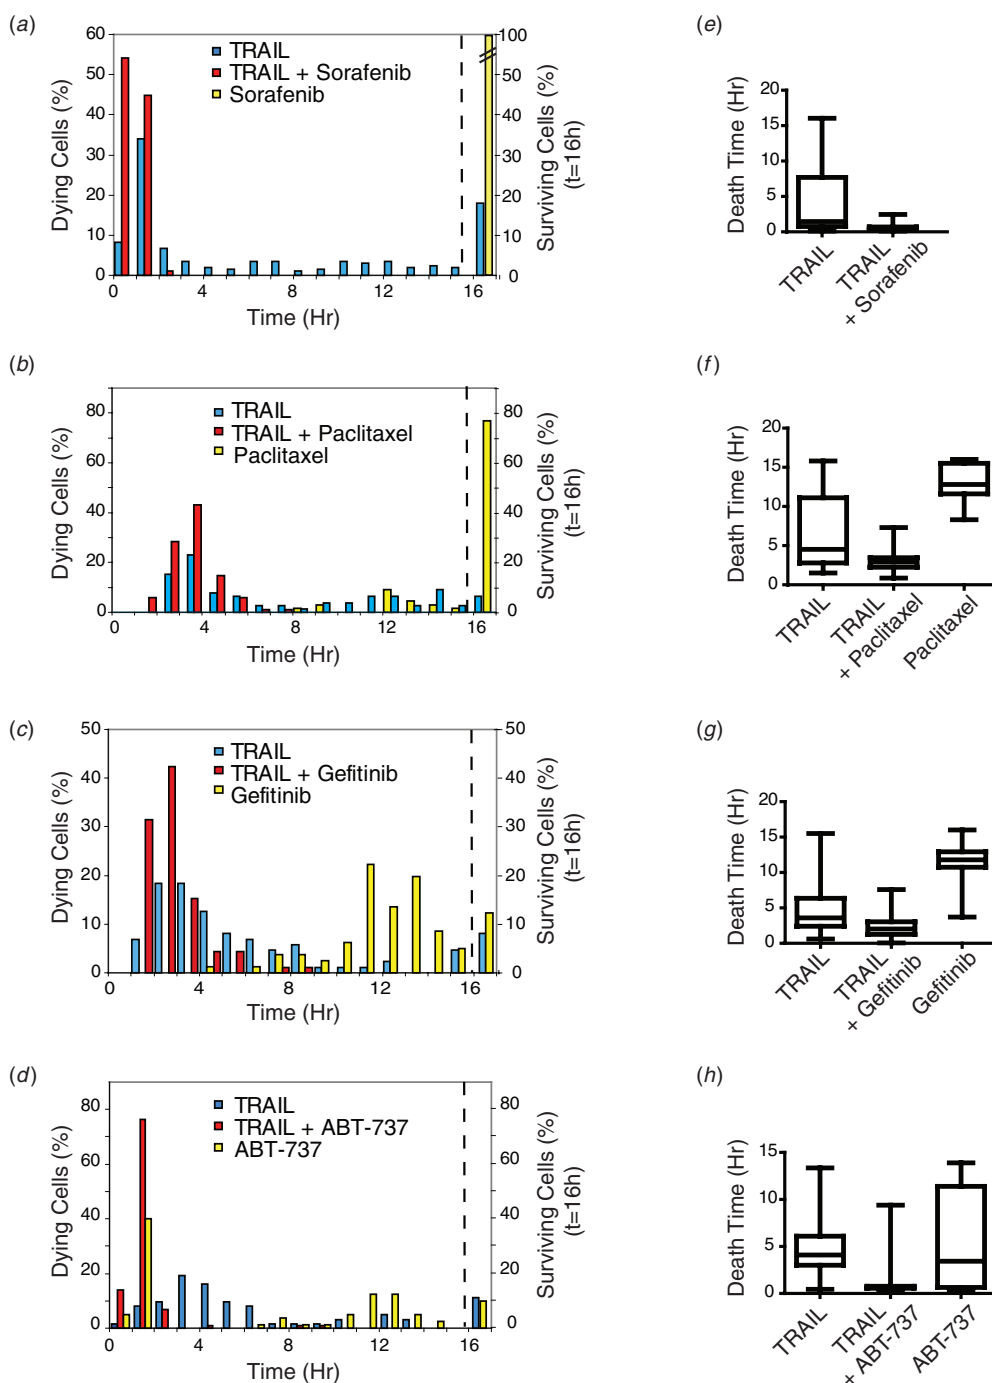 (a)
60
50
40
30
20
10
0
Dying Cells (%)
TRAIL
TRAIL + Sorafenib
Sorafenib
100
50
40
30
20
10
0
Surviving Cells (%)
(t=16h)
0
4
8
12
16
Time (Hr)
(e)
20
15
10
5
0
Death Time (Hr)
TRAIL
TRAIL
+ Sorafenib
(b)
80
60
40
20
0
Dying Cells (%)
TRAIL
TRAIL + Paclitaxel
Paclitaxel
80
60
40
20
0
Surviving Cells (%)
(t=16h)
0
4
8
12
16
Time (Hr)
(f)
20
15
10
5
0
Death Time (Hr)
TRAIL
TRAIL
+ Paclitaxel
Paclitaxel
(c)
50
40
30
20
10
0
Dying Cells (%)
TRAIL
TRAIL + Gefitinib
Gefitinib
50
40
30
20
10
0
Surviving Cells (%)
(t=16h)
0
4
8
12
16
Time (Hr)
(g)
20
15
10
5
0
Death Time (Hr)
TRAIL
TRAIL
+ Gefitinib
Gefitinib
(d)
80
60
40
20
0
Dying Cells (%)
TRAIL
TRAIL + ABT-737
ABT-737
80
60
40
20
0
Surviving Cells (%)
(t=16h)
0
4
8
12
16
Time (Hr)
(h)
15
10
5
0
Death Time (Hr)
TRAIL
TRAIL
+ ABT-737
ABT-737